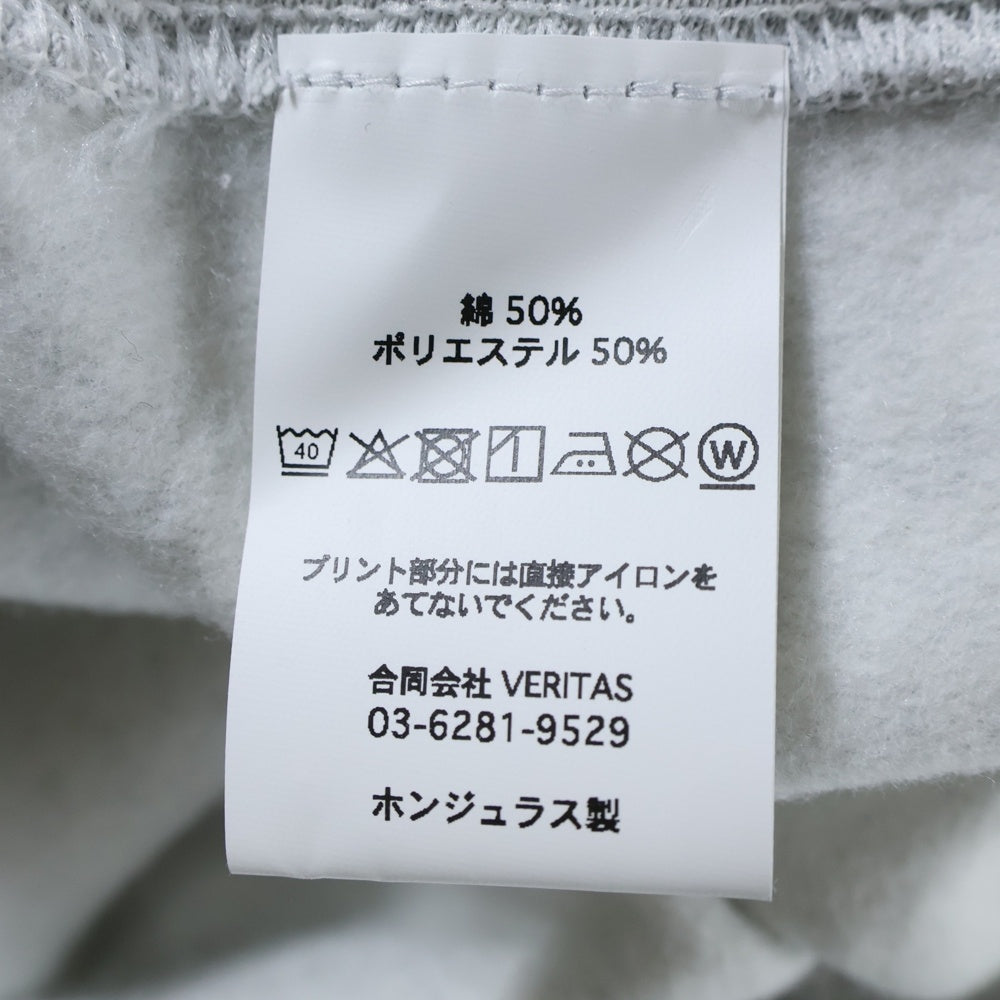 綿 50%
ポリエステル 50%
40 W
プリント部分には直接アイロンを
あてないでください。
合同会社 VERITAS
03-6281-9529
ホンジュラス製